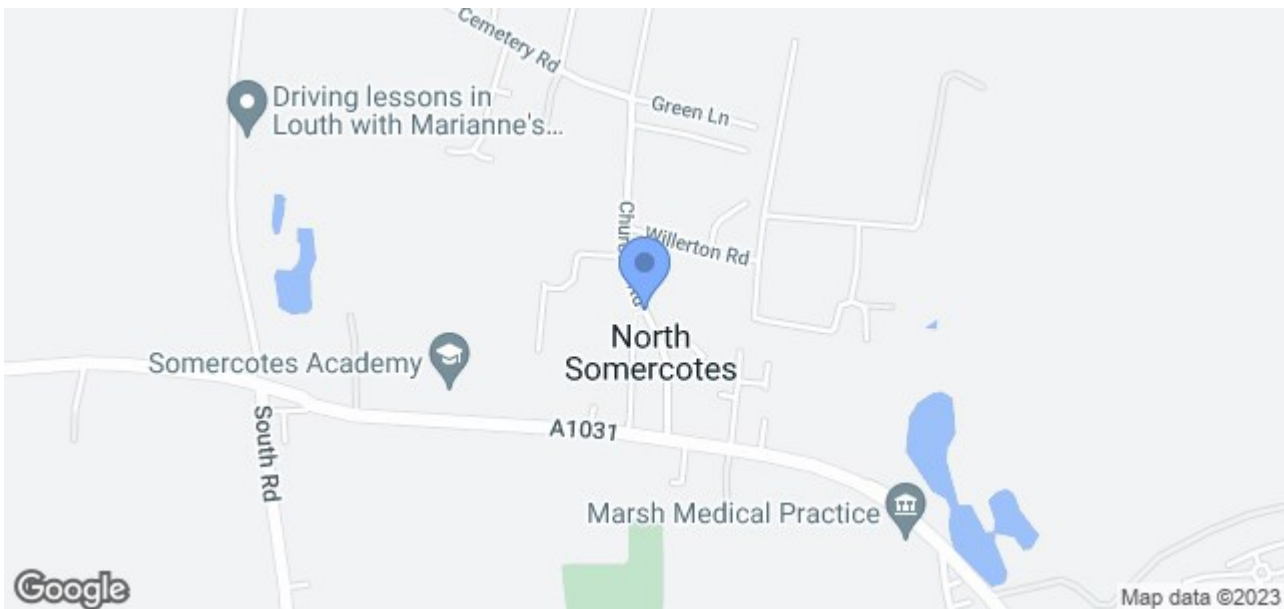 Cemetery Rd
Driving lessons in
Louth with Marianne's...
Green Ln
Willerton Rd
North
Somercotes
Somercotes Academy
A1031
South Rd
Marsh Medical Practice
Google
Map data ©2023